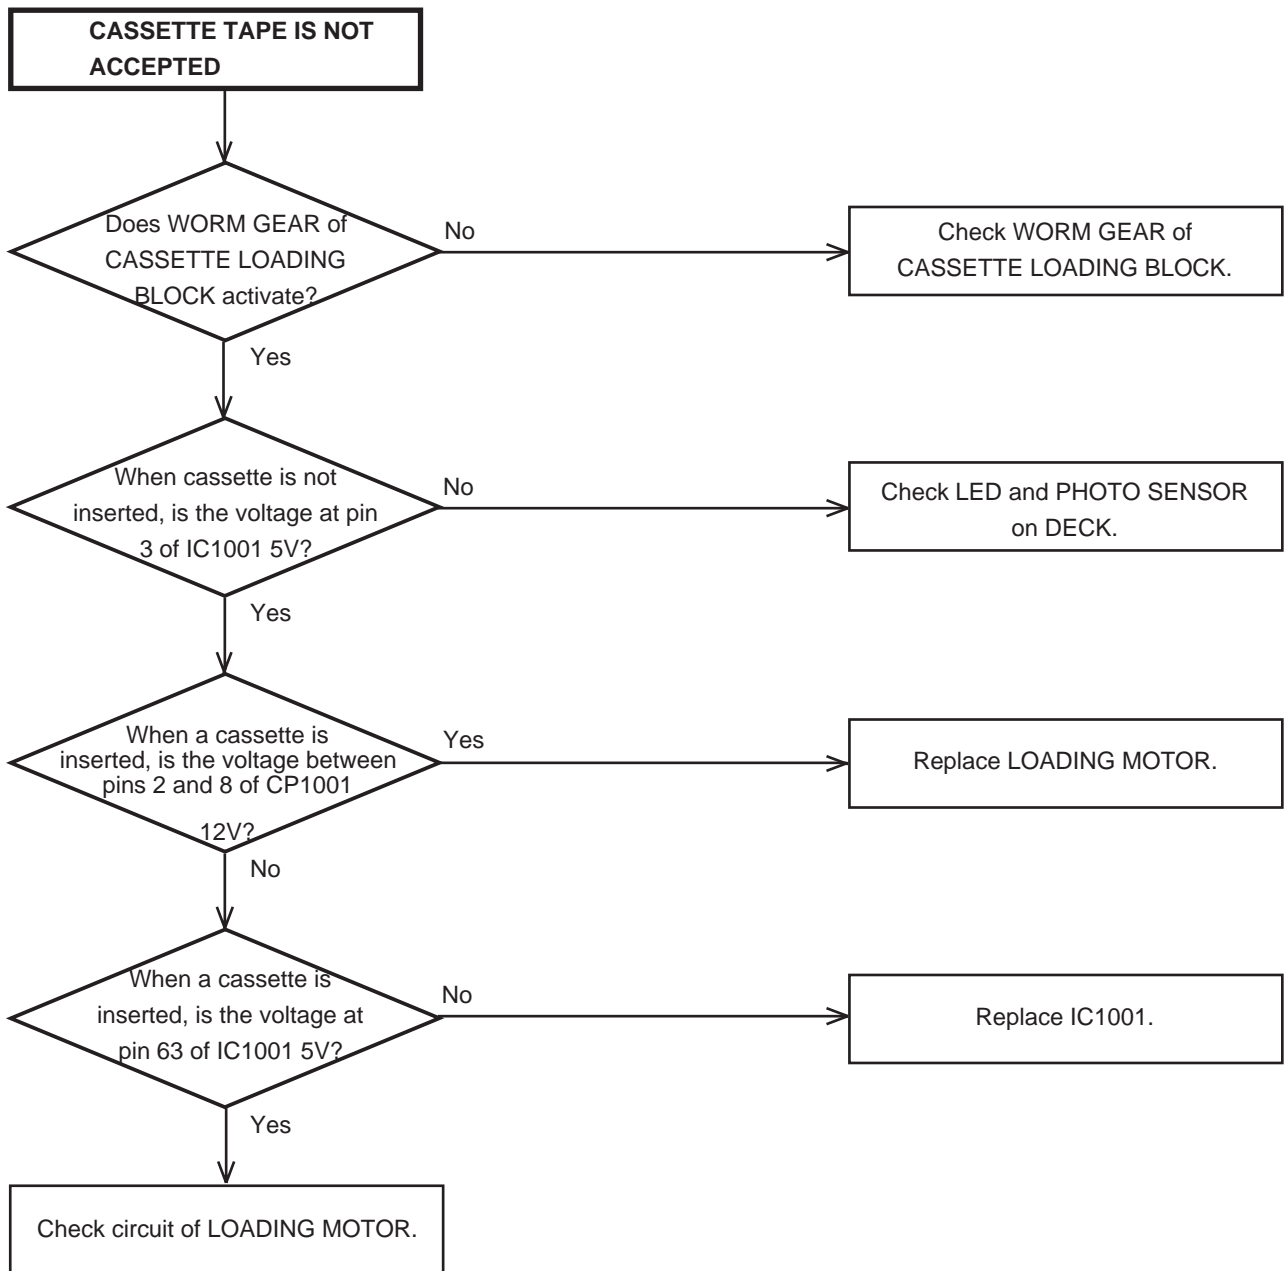 CASSETTE TAPE IS NOT
ACCEPTED
Does WORM GEAR of
CASSETTE LOADING
BLOCK activate?
No
Check WORM GEAR of
CASSETTE LOADING BLOCK.
Yes
When cassette is not
inserted, is the voltage at pin
3 of IC1001 5V?
No
Check LED and PHOTO SENSOR
on DECK.
Yes
When a cassette is
inserted, is the voltage between
pins 2 and 8 of CP1001
12V?
Yes
Replace LOADING MOTOR.
No
When a cassette is
inserted, is the voltage at
pin 63 of IC1001 5V?
No
Replace IC1001.
Yes
Check circuit of LOADING MOTOR.